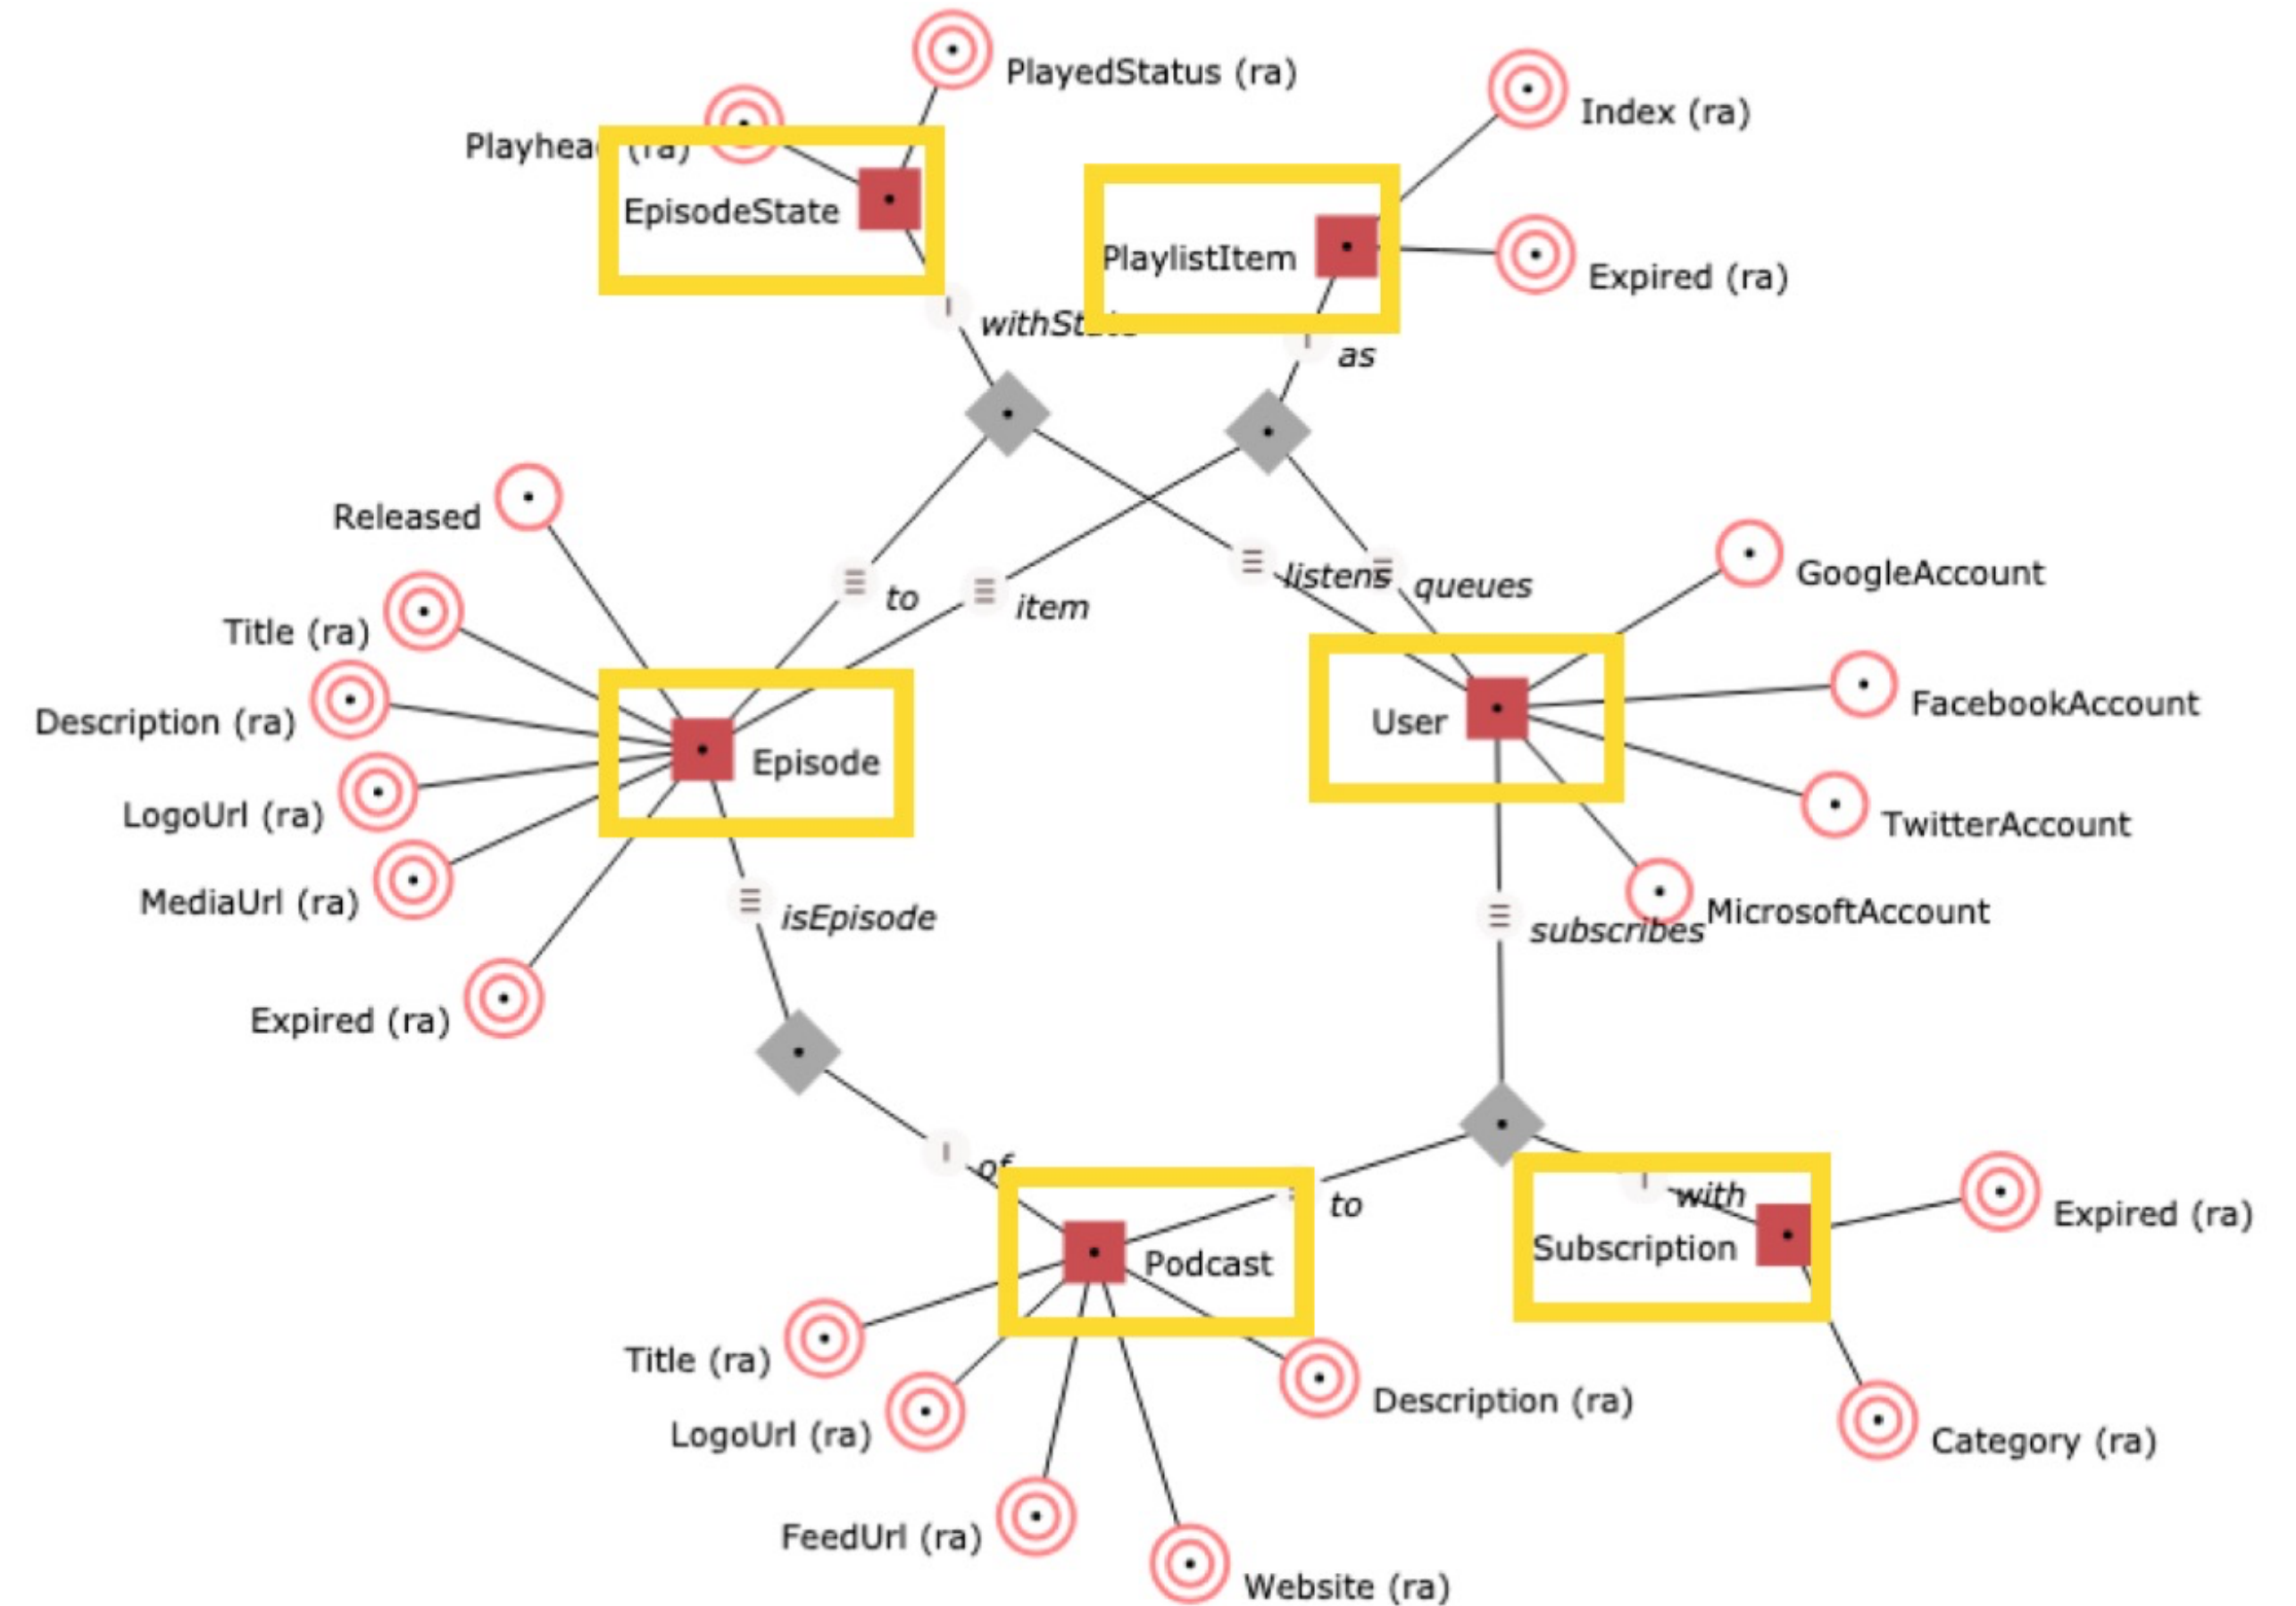 PlayedStatus (ra)
Index (ra)
(ra)
EpisodeState
PlaylistItem
Expired (ra)
as
Released
GoogleAccount
listens
queues
to
item
Title (ra)
FacebookAccount
Description (ra)
User
Episode
LogoUrl (ra)
TwitterAccount
MediaUrl (ra)
MicrosoftAccount
isEpisode
subscribes
Expired (ra)
of
with
to
Expired (ra)
Subscription
Podcast
Title (ra)
Description (ra)
LogoUrl (ra)
Category (ra)
FeedUrl (ra)
Website (ra)